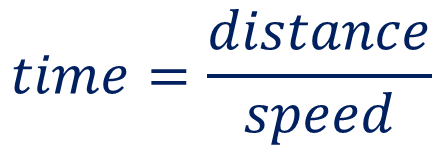 time = distance
speed